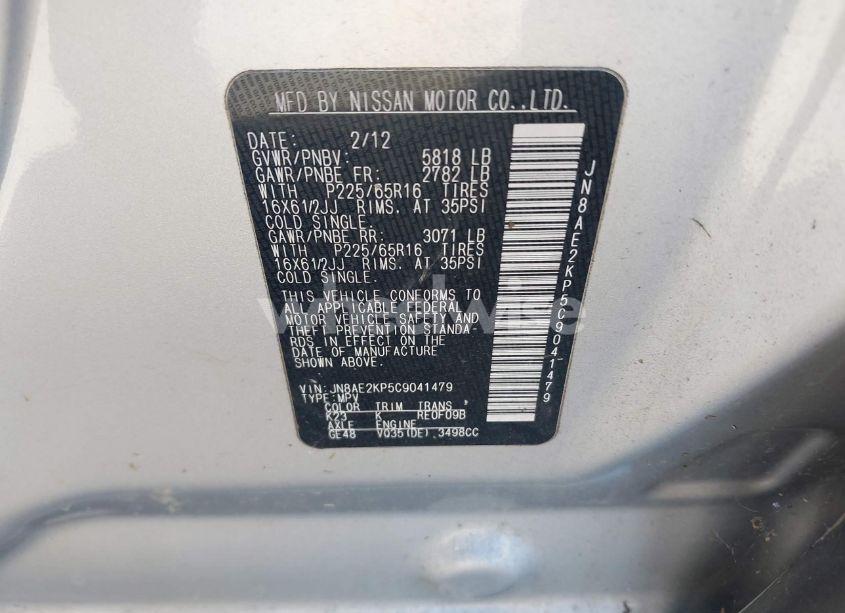 MFD BY NISSAN MOTOR CO.,LTD.
DATE: 2/12
GVWR/PNBV: 5818 LB
GAWR/PNBE FR: 2782 LB
WITH P225/65R16 TIRES
16X61/2JJ RIMS. AT 35PSI
COLD SINGLE.
GAWR/PNBE RR: 3071 LB
WITH P225/65R16 TIRES
16X61/2JJ RIMS. AT 35PSI
COLD SINGLE.
THIS VEHICLE CONFORMS TO
ALL APPLICABLE FEDERAL
MOTOR VEHICLE SAFETY AND
THEFT PREVENTION STANDA-
RDS IN EFFECT ON THE
DATE OF MANUFACTURE
SHOWN ABOVE.
VIN: JN8AE2KP5C9041479
TYPE: MPV
COLOR TRIM TRANS
K23 K RE0F09B
AXLE ENGINE
GE48 VQ35(DE) 3498CC
JN8AE2KP5C9041479
wheelwise